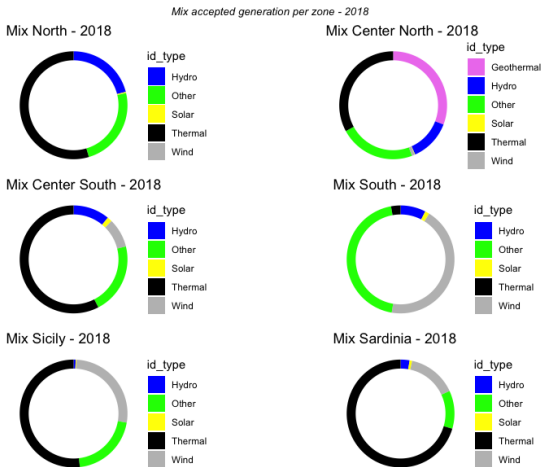 Mix accepted generation per zone - 2018
Mix North - 2018
id_type
Hydro
Other
Solar
Thermal
Wind
Mix Center North - 2018
id_type
Geothermal
Hydro
Other
Solar
Thermal
Wind
Mix Center South - 2018
id_type
Hydro
Other
Solar
Thermal
Wind
Mix South - 2018
id_type
Hydro
Other
Solar
Thermal
Wind
Mix Sicily - 2018
id_type
Hydro
Other
Solar
Thermal
Wind
Mix Sardinia - 2018
id_type
Hydro
Other
Solar
Thermal
Wind